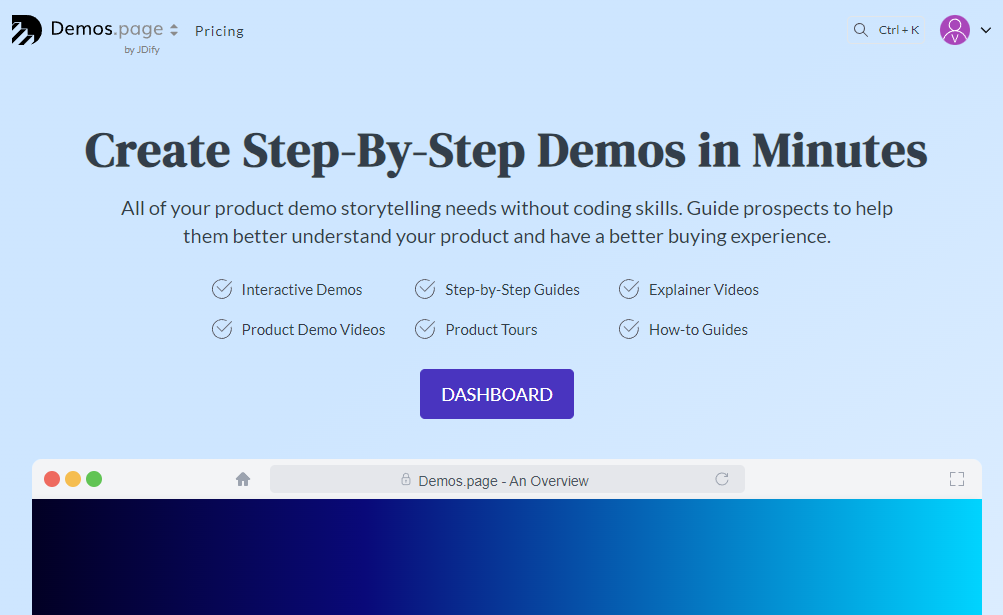 Demos.page
by JDify
Pricing
Ctrl + K
V
Create Step-By-Step Demos in Minutes
All of your product demo storytelling needs without coding skills. Guide prospects to help
them better understand your product and have a better buying experience.
Interactive Demos
Step-by-Step Guides
Explainer Videos
Product Demo Videos
Product Tours
How-to Guides
DASHBOARD
Demos.page - An Overview